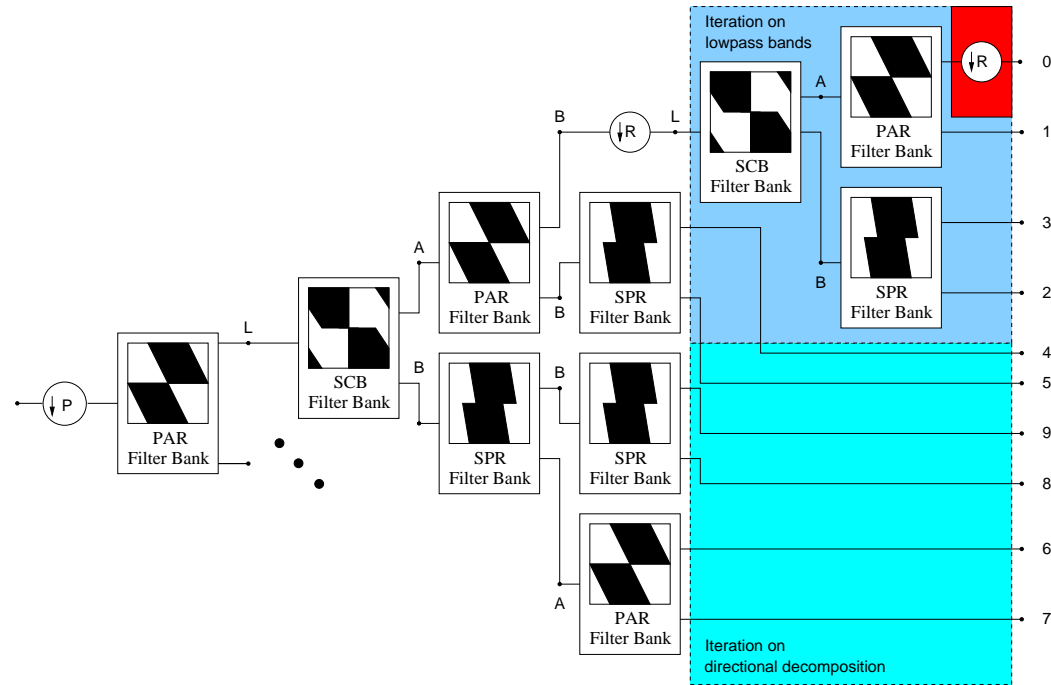 Iteration on
lowpass bands
↓R
0
A
B
L
↓R
PAR
Filter Bank
1
SCB
Filter Bank
3
A
B
SPR
Filter Bank
2
PAR
Filter Bank
B
SPR
Filter Bank
4
L
5
SCB
Filter Bank
B
B
↓P
9
PAR
Filter Bank
SPR
Filter Bank
SPR
Filter Bank
8
6
A
PAR
Filter Bank
7
Iteration on
directional decomposition